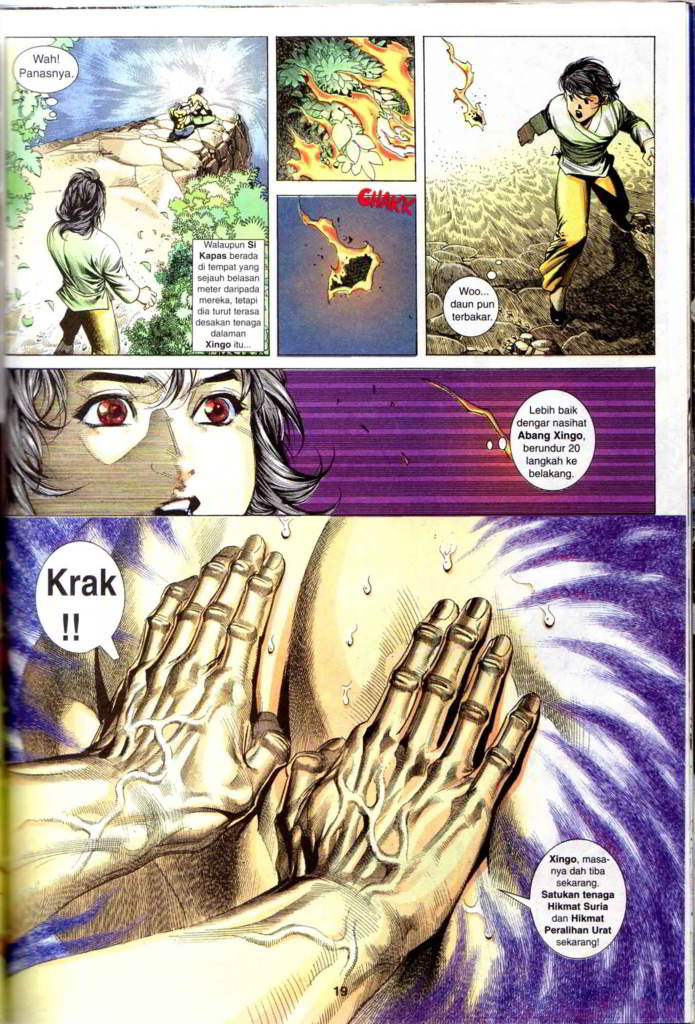 Wah!
Panasnya.
Walaupun Si
Kapas berada
di tempat yang
sejauh belasan
meter daripada
mereka, tetapi
dia turut terasa
desakan tenaga
dalaman
Xingo itu...
CHAKK
Woo...
daun pun
terbakar.
Lebih baik
dengar nasihat
Abang Xingo,
berundur 20
langkah ke
belakang.
Krak
!!
Xingo, masa-
nya dah tiba
sekarang.
Satukan tenaga
Hikmat Suria
dan Hikmat
Peralihan Urat
sekarang!
19